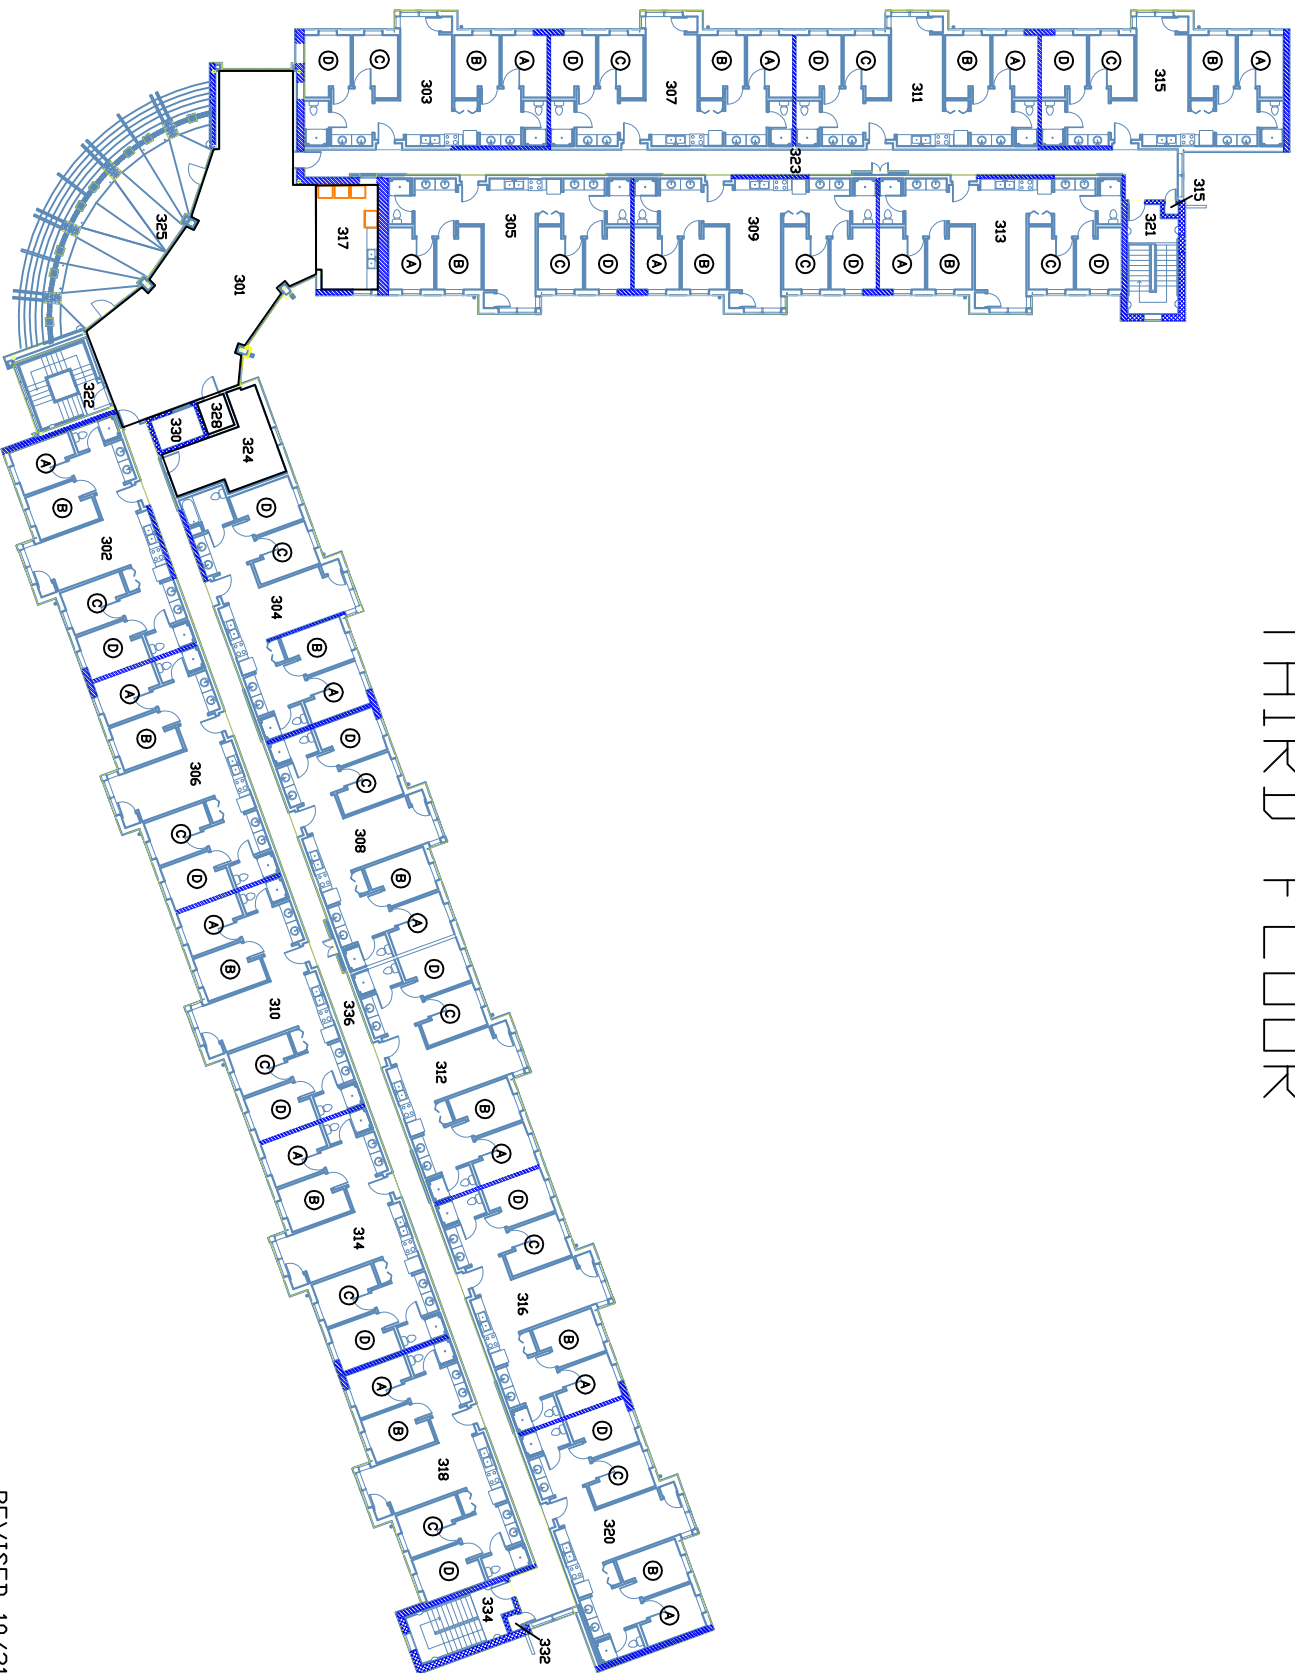 THIRD FLOOR
D C 303 B A
D C 307 B A
D C 311 B A
D C 315 B A
323
315
321
A B 305 C D
A B 309 C D
A B 313 C D
317
325
301
322
328
330
324
A B 302 C D
D C 304 B A
A B 306 C D
D C 308 B A
A B 310 C D
336
D C 312 B A
A B 314 C D
D C 316 B A
A B 318 C D
D C 320 B A
334
332